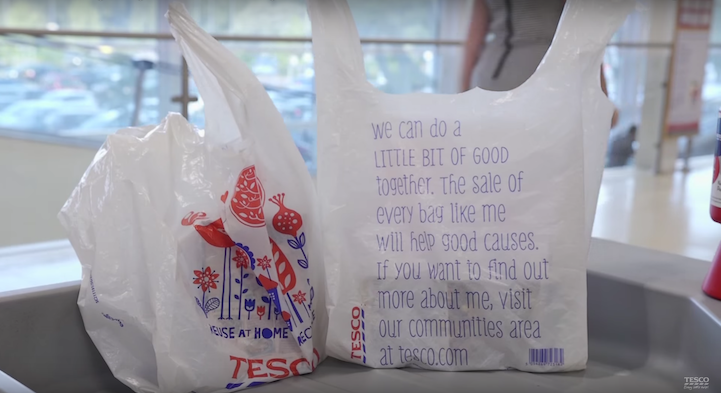 we can do a
LITTLE BIT OF GOOD
together. The sale of
every bag like me
will help good causes.
If you want to find out
more about me, visit
our communities area
at tesco.com
TESCO
REUSE AT HOME
TESCO
TESCO